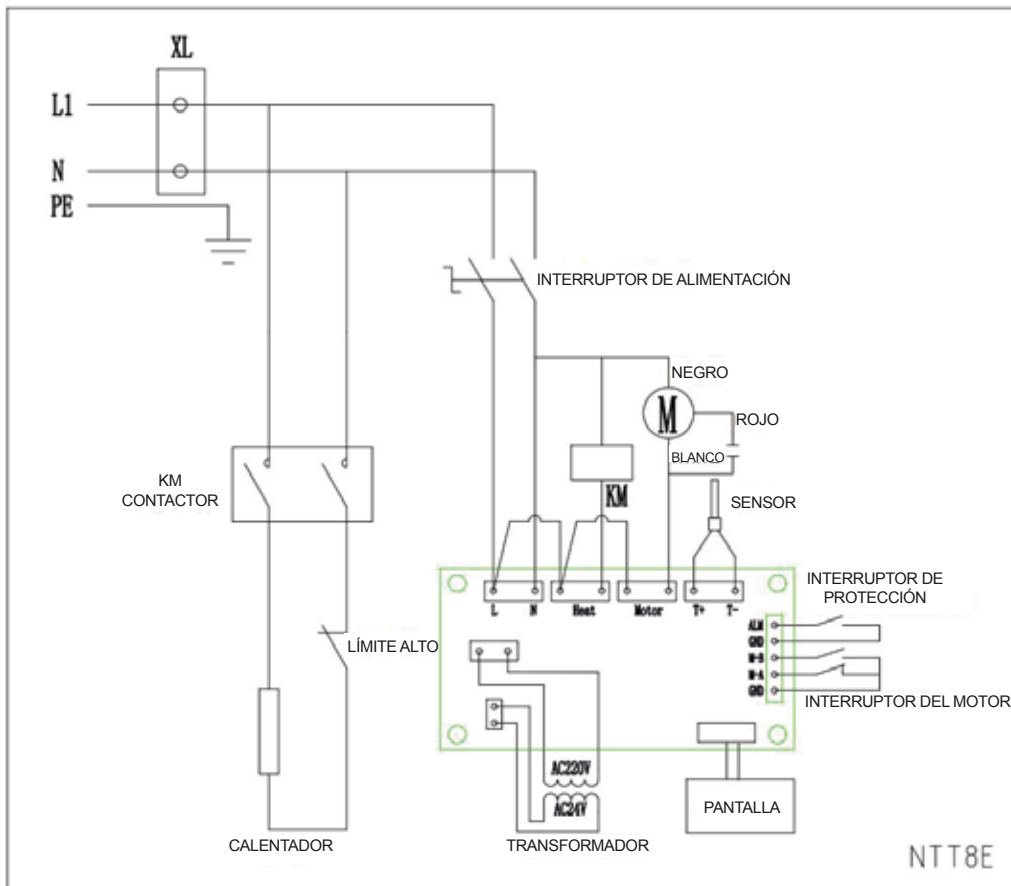 XL
L1
N
PE
INTERRUPTOR DE ALIMENTACIÓN
NEGRO
M
ROJO
BLANCO
KM
CONTACTOR
KM
SENSOR
INTERRUPTOR DE
PROTECCIÓN
L N Heat Motor T+ T-
ALM
GND
M-B
M-A
GND
LÍMITE ALTO
INTERRUPTOR DEL MOTOR
AC220V
AC24V
PANTALLA
CALENTADOR
TRANSFORMADOR
NTT8E